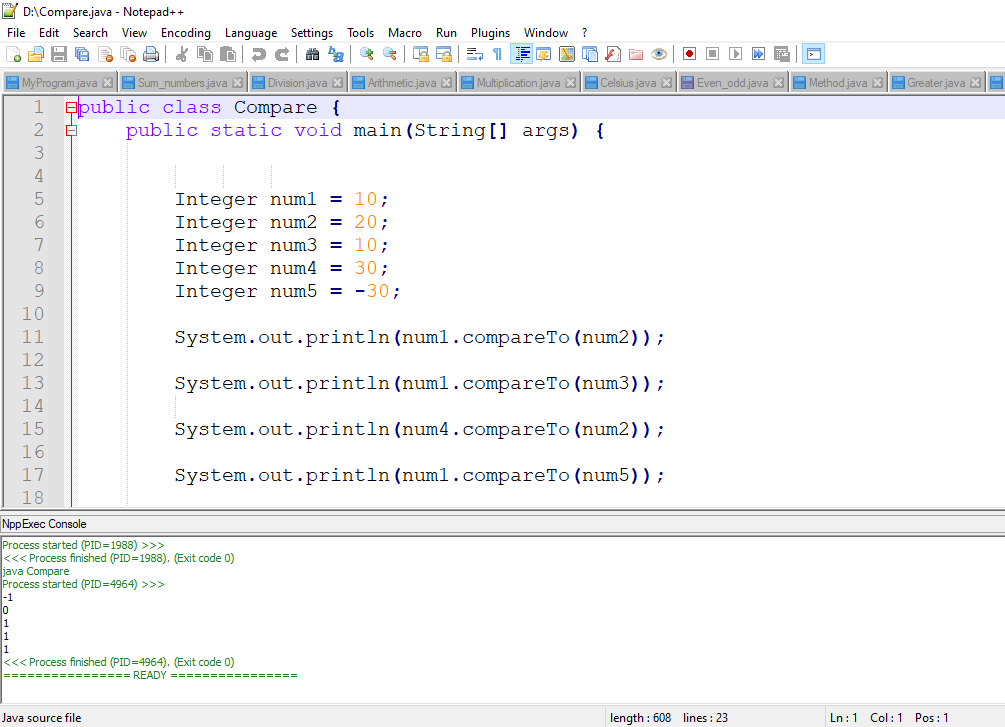 D:\Compare.java - Notepad++
File Edit Search View Encoding Language Settings Tools Macro Run Plugins Window ?
MyProgram.java Sum_numbers.java Division.java Arithmetic.java Multiplication.java Celsius.java Even_odd.java Method.java Greater.java
1 public class Compare {
2 public static void main(String[] args) {
3
4
5 Integer num1 = 10;
6 Integer num2 = 20;
7 Integer num3 = 10;
8 Integer num4 = 30;
9 Integer num5 = -30;
10
11 System.out.println(num1.compareTo(num2));
12
13 System.out.println(num1.compareTo(num3));
14
15 System.out.println(num4.compareTo(num2));
16
17 System.out.println(num1.compareTo(num5));
18
NppExec Console
Process started (PID=1988) >>>
<<< Process finished (PID=1988). (Exit code 0)
java Compare
Process started (PID=4964) >>>
-1
0
1
1
1
<<< Process finished (PID=4964). (Exit code 0)
================ READY ================
Java source file length : 608 lines : 23 Ln : 1 Col : 1 Pos : 1